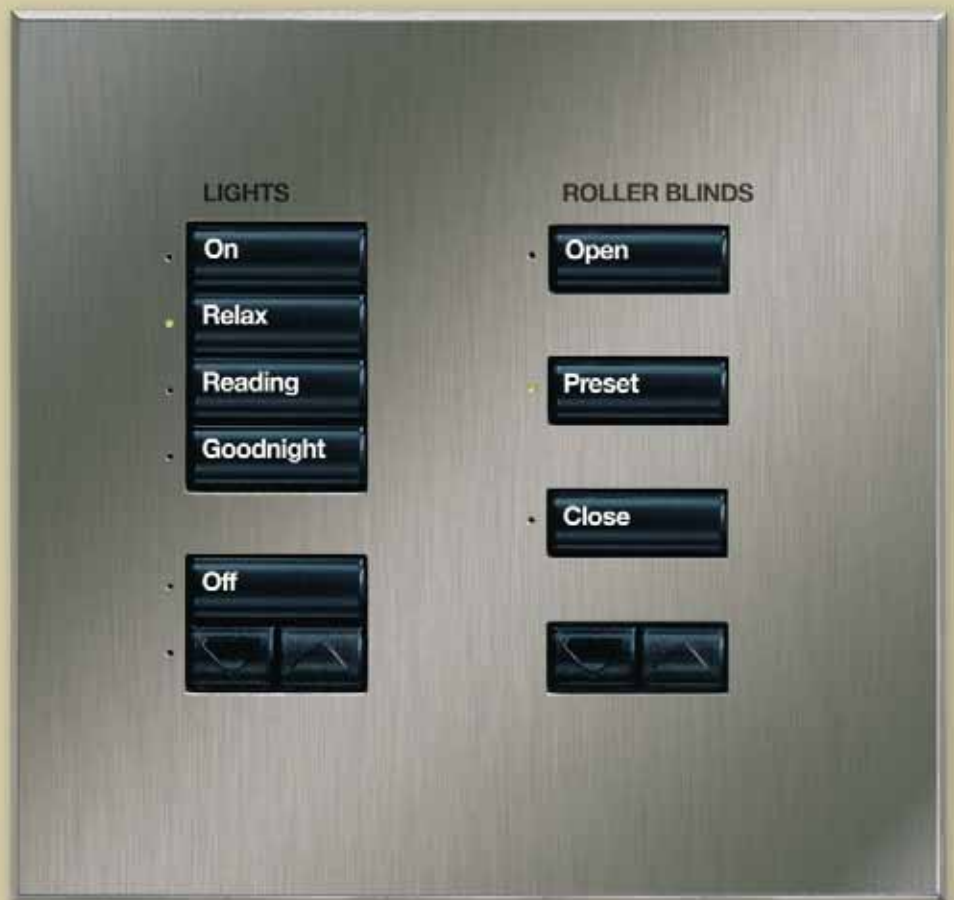 LIGHTS
On
Relax
Reading
Goodnight
Off
ROLLER BLINDS
Open
Preset
Close